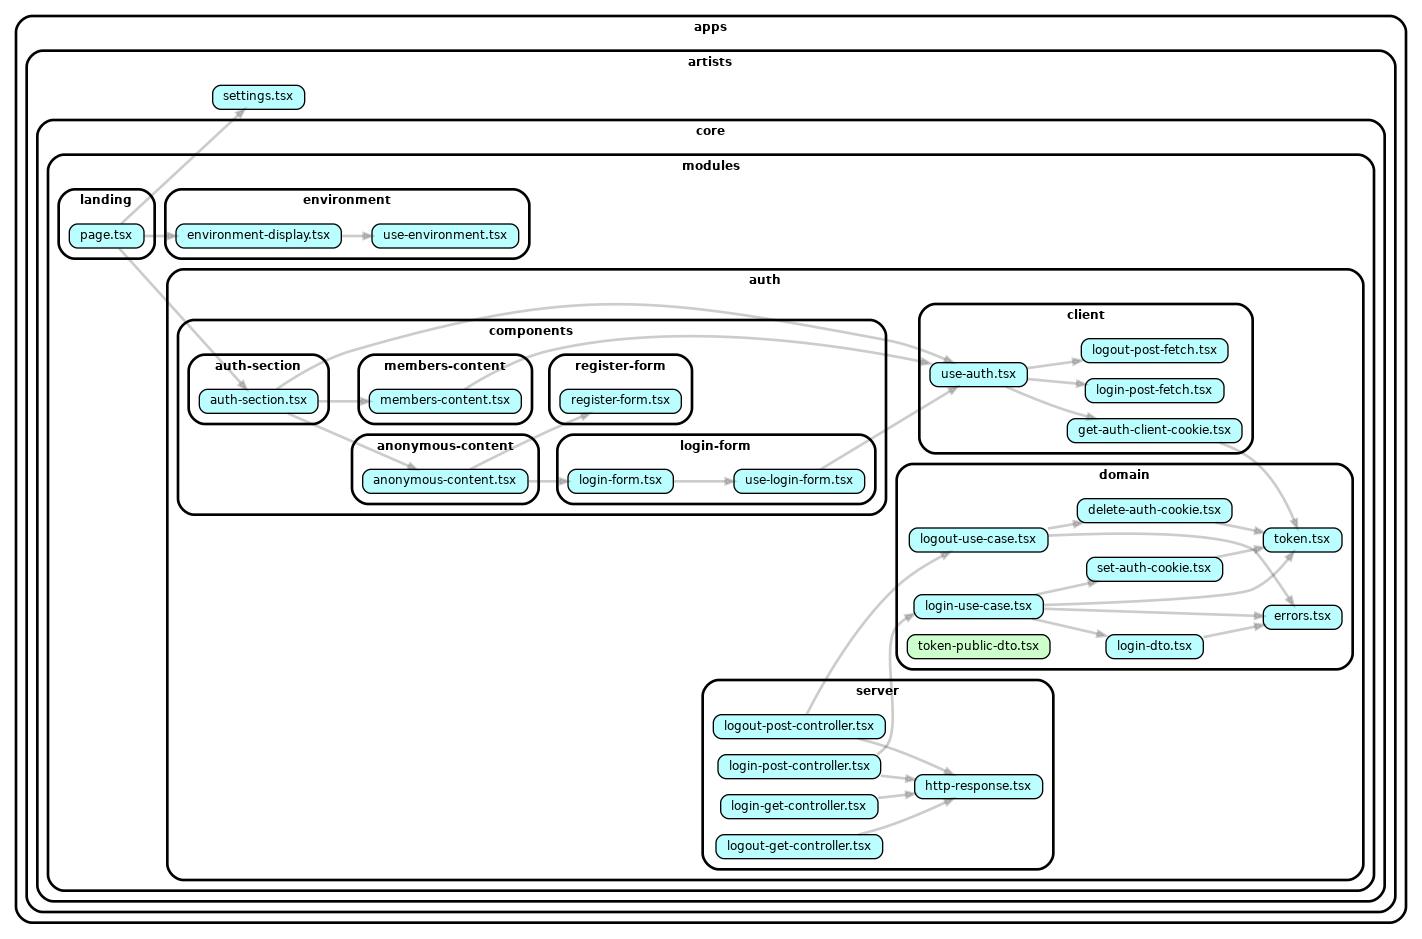 apps
artists
settings.tsx
core
modules
landing
page.tsx
environment
environment-display.tsx
use-environment.tsx
auth
components
auth-section
auth-section.tsx
members-content
members-content.tsx
register-form
register-form.tsx
anonymous-content
anonymous-content.tsx
login-form
login-form.tsx
use-login-form.tsx
client
use-auth.tsx
logout-post-fetch.tsx
login-post-fetch.tsx
get-auth-client-cookie.tsx
domain
delete-auth-cookie.tsx
logout-use-case.tsx
token.tsx
set-auth-cookie.tsx
login-use-case.tsx
errors.tsx
token-public-dto.tsx
login-dto.tsx
server
logout-post-controller.tsx
login-post-controller.tsx
http-response.tsx
login-get-controller.tsx
logout-get-controller.tsx